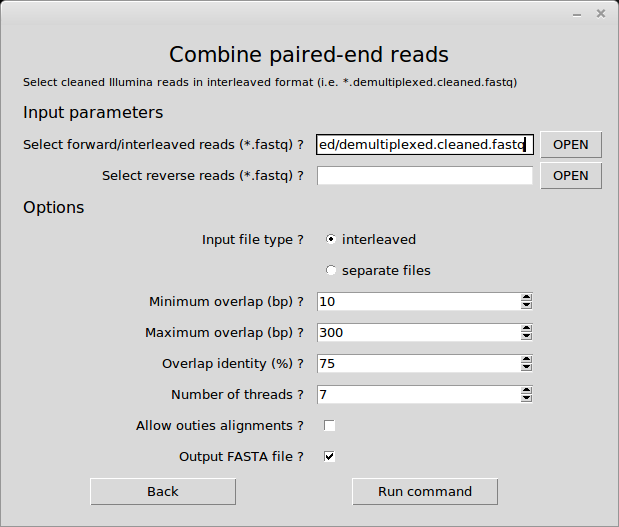 Combine paired-end reads
Select cleaned Illumina reads in interleaved format (i.e. *.demultiplexed.cleaned.fastq)
Input parameters
Select forward/interleaved reads (*.fastq) ? ed/demultiplexed.cleaned.fastq OPEN
Select reverse reads (*.fastq) ? OPEN
Options
Input file type ? interleaved
separate files
Minimum overlap (bp) ? 10
Maximum overlap (bp) ? 300
Overlap identity (%) ? 75
Number of threads ? 7
Allow outies alignments ?
Output FASTA file ?
Back Run command